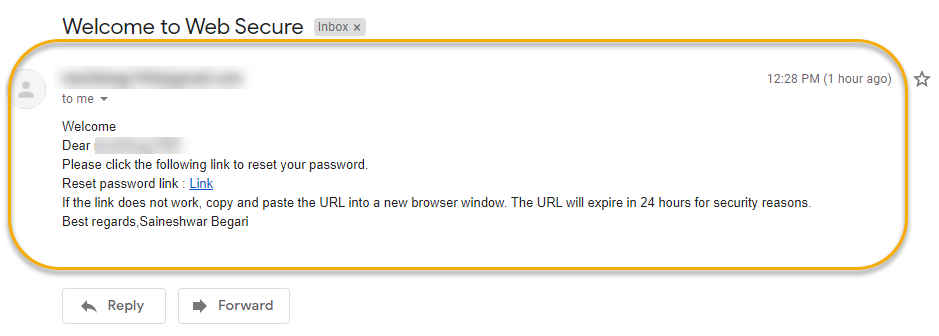 Welcome to Web Secure Inbox ×
12:28 PM (1 hour ago)
to me
Welcome
Dear
Please click the following link to reset your password.
Reset password link : Link
If the link does not work, copy and paste the URL into a new browser window. The URL will expire in 24 hours for security reasons.
Best regards,Saineshwar Begari
Reply
Forward